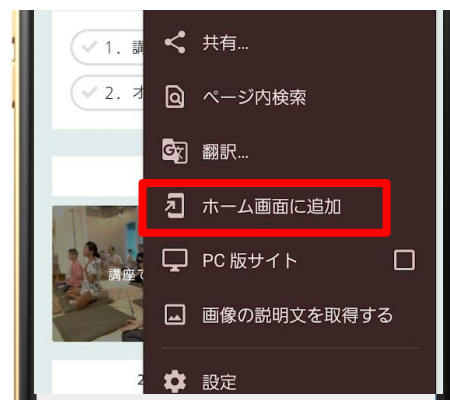 共有...
1. 講
ページ内検索
2. オ
翻訳...
ホーム画面に追加
PC 版サイト
講座で
画像の説明文を取得する
2
設定